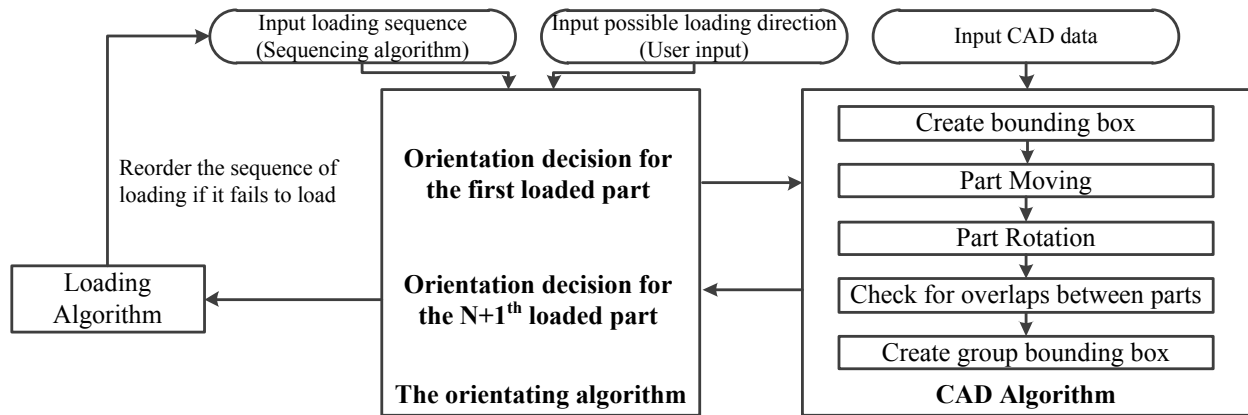 Input loading sequence
(Sequencing algorithm)
Input possible loading direction
(User input)
Input CAD data
Reorder the sequence of
loading if it fails to load
Loading
Algorithm
Orientation decision for
the first loaded part
Orientation decision for
the N+1th loaded part
The orientating algorithm
Create bounding box
Part Moving
Part Rotation
Check for overlaps between parts
Create group bounding box
CAD Algorithm